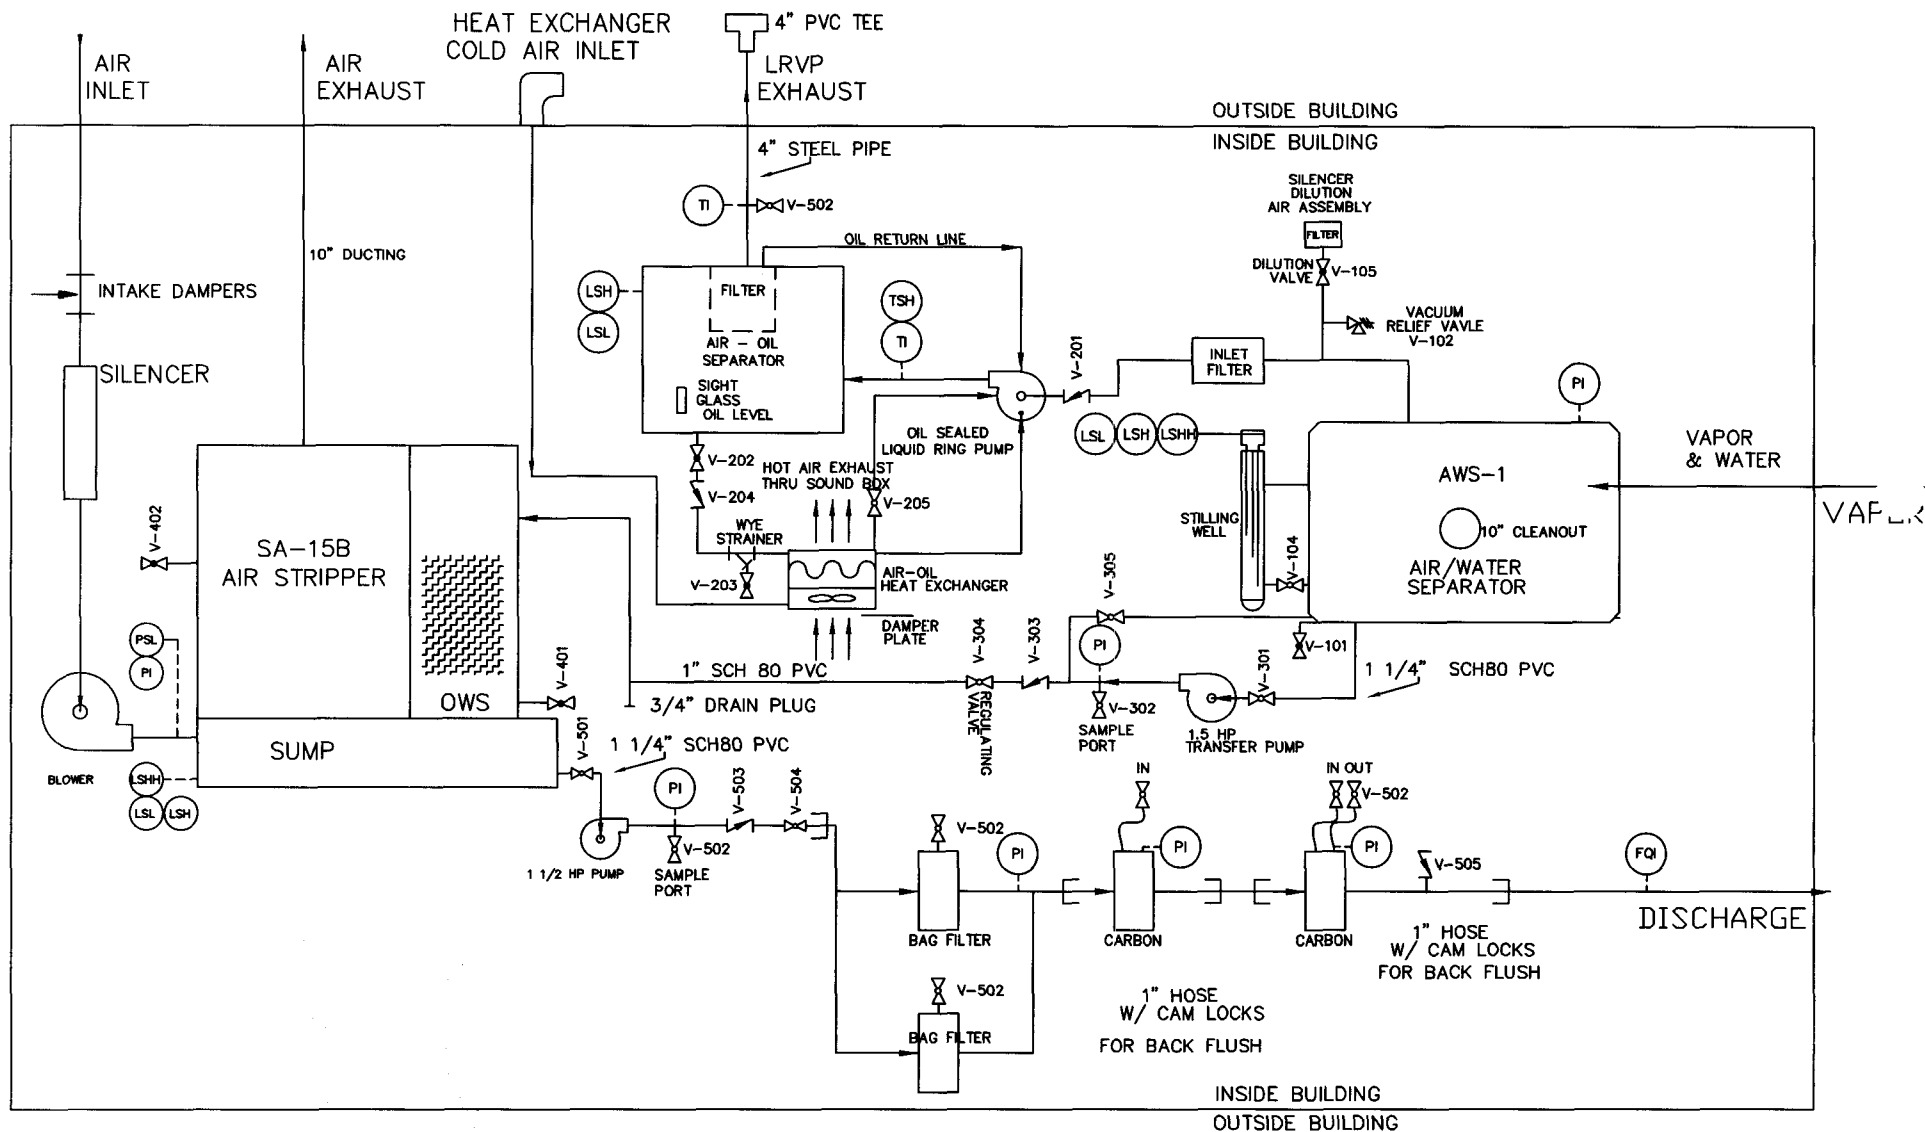 HEAT EXCHANGER
COLD AIR INLET
4" PVC TEE
AIR
INLET
AIR
EXHAUST
LRVP
EXHAUST
OUTSIDE BUILDING
INSIDE BUILDING
4" STEEL PIPE
TI
V-502
SILENCER
DILUTION
AIR ASSEMBLY
FILTER
10" DUCTING
OIL RETURN LINE
DILUTION
VALVE
V-105
INTAKE DAMPERS
LSH
LSL
FILTER
AIR - OIL
SEPARATOR
TSH
TI
VACUUM
RELIEF VAVLE
V-102
V-201
INLET
FILTER
SILENCER
SIGHT
GLASS
OIL LEVEL
PI
OIL SEALED
LIQUID RING PUMP
LSL
LSH
LSHH
VAPOR
& WATER
V-202
HOT AIR EXHAUST
THRU SOUND BOX
V-204
V-205
AWS-1
10" CLEANOUT
AIR/WATER
SEPARATOR
STILLING
WELL
V-104
V-402
WYE
STRAINER
V-203
SA-15B
AIR STRIPPER
AIR-OIL
HEAT EXCHANGER
DAMPER
PLATE
V-305
PSL
PI
V-304
V-303
PI
V-101
1" SCH 80 PVC
V-301
1 1/4" SCH80 PVC
OWS
V-401
3/4" DRAIN PLUG
REGULATING
VALVE
V-302
SAMPLE
PORT
1.5 HP
TRANSFER PUMP
SUMP
V-501
1 1/4" SCH80 PVC
BLOWER
LSHH
LSL
LSH
PI
V-503
V-504
IN
IN OUT
V-502
1 1/2 HP PUMP
V-502
SAMPLE
PORT
V-502
PI
PI
PI
V-505
FQI
BAG FILTER
CARBON
CARBON
DISCHARGE
1" HOSE
W/ CAM LOCKS
FOR BACK FLUSH
V-502
BAG FILTER
1" HOSE
W/ CAM LOCKS
FOR BACK FLUSH
INSIDE BUILDING
OUTSIDE BUILDING